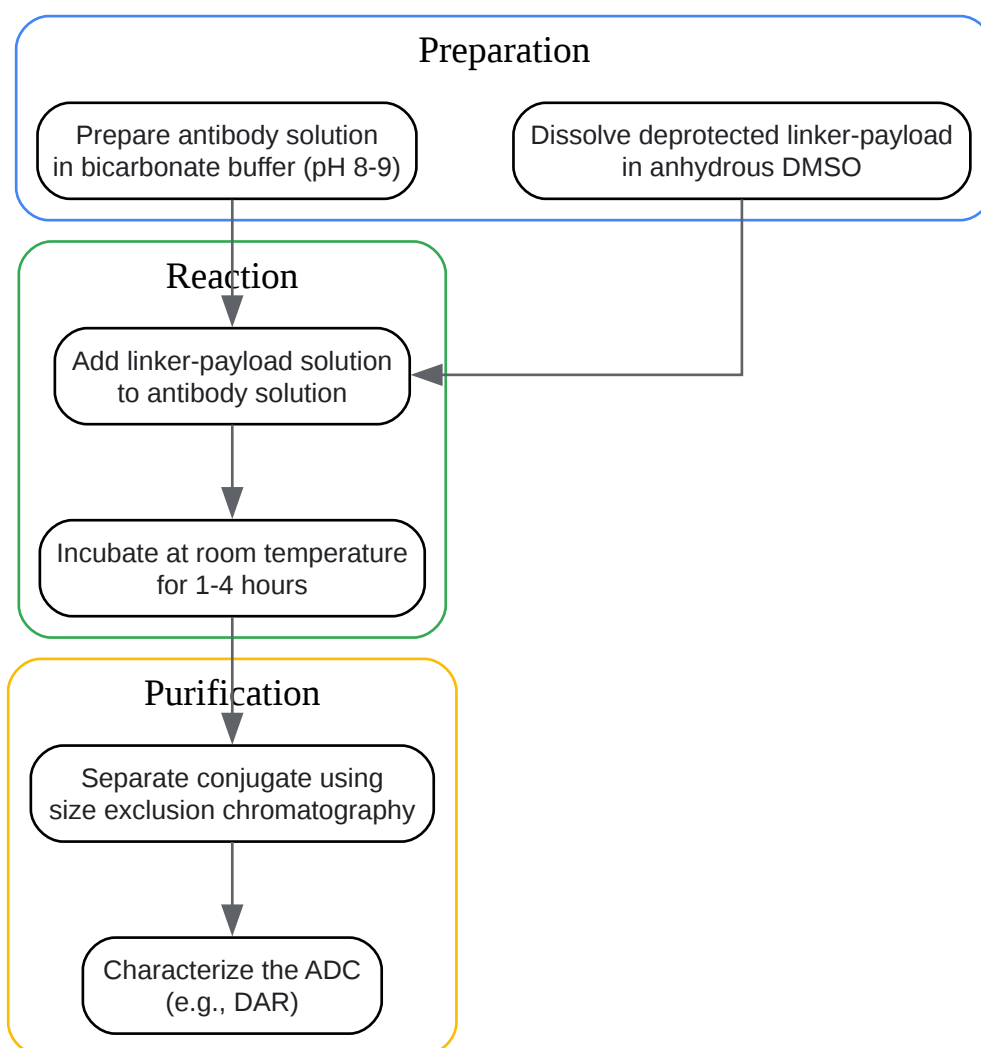 Preparation
Prepare antibody solution
in bicarbonate buffer (pH 8-9)
Dissolve deprotected linker-payload
in anhydrous DMSO
Reaction
Add linker-payload solution
to antibody solution
Incubate at room temperature
for 1-4 hours
Purification
Separate conjugate using
size exclusion chromatography
Characterize the ADC
(e.g., DAR)